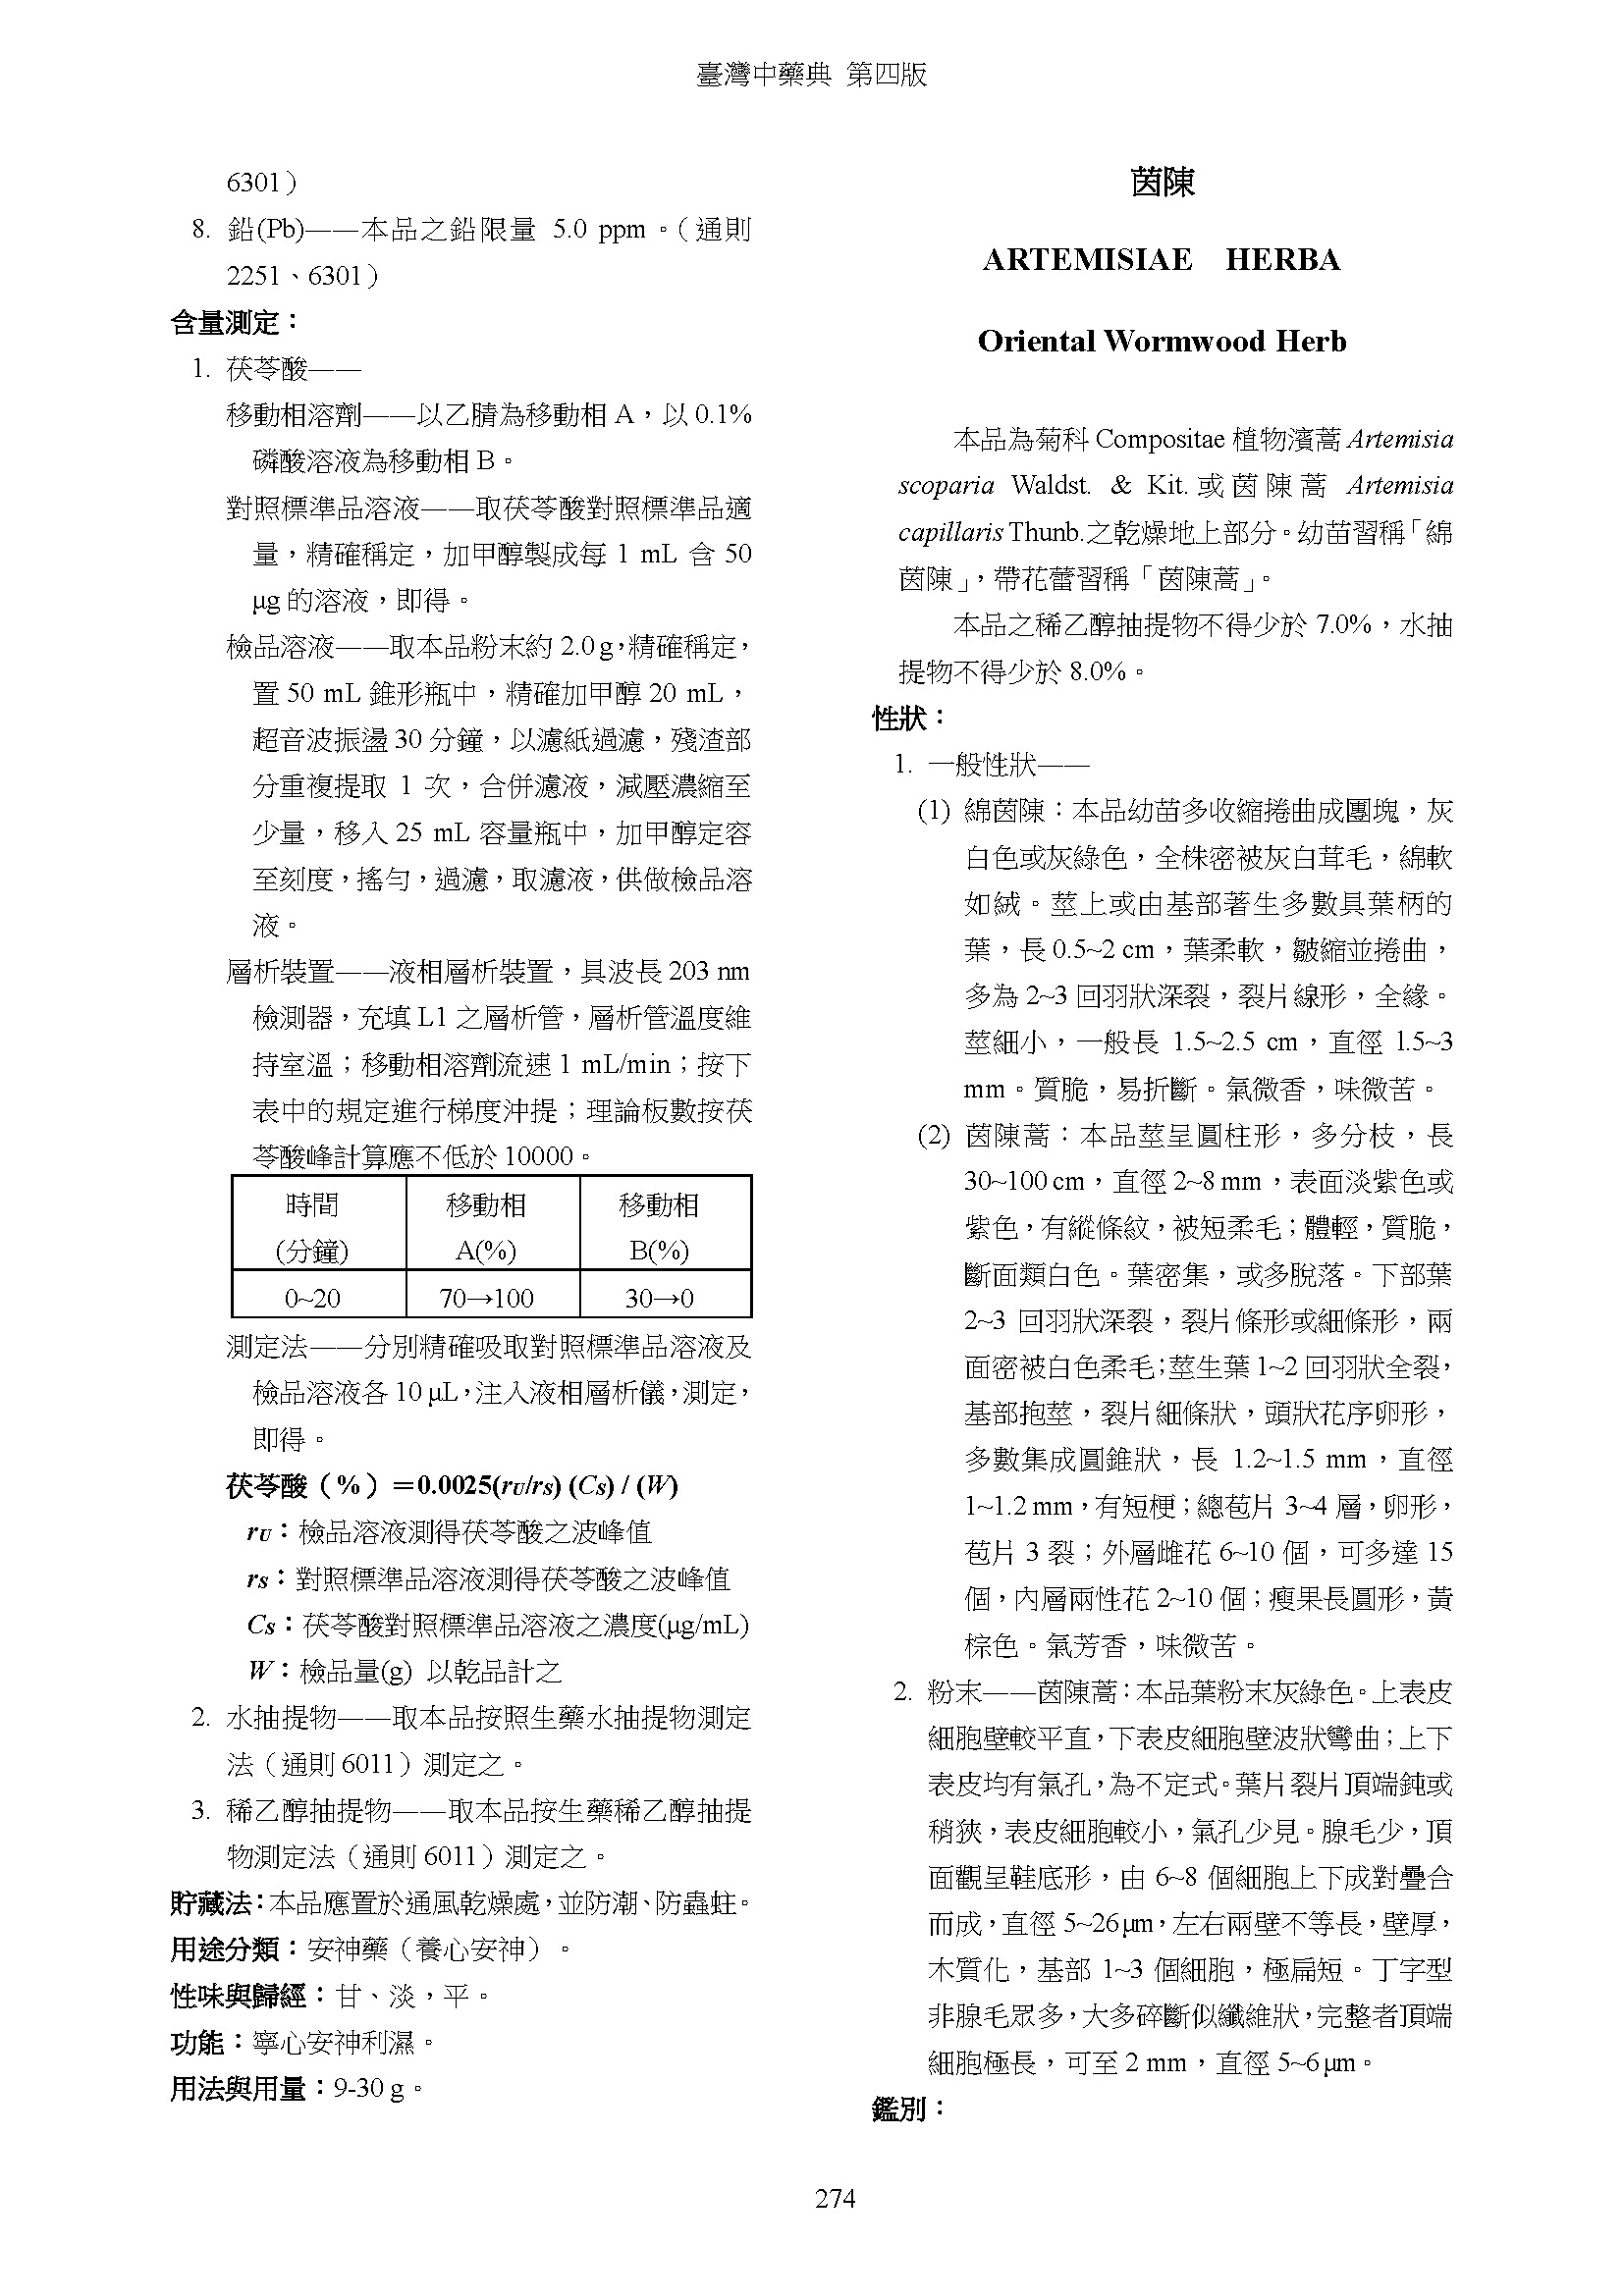 臺灣中藥典 第四版
6301）
8. 鉛(Pb)——本品之鉛限量 5.0 ppm。（通則
2251、6301）
含量測定：
1. 茯苓酸——
移動相溶劑——以乙腈為移動相 A，以 0.1%
磷酸溶液為移動相 B。
對照標準品溶液——取茯苓酸對照標準品適
量，精確稱定，加甲醇製成每 1 mL 含 50
μg 的溶液，即得。
檢品溶液——取本品粉末約 2.0 g，精確稱定，
置 50 mL 錐形瓶中，精確加甲醇 20 mL，
超音波振盪 30 分鐘，以濾紙過濾，殘渣部
分重複提取 1 次，合併濾液，減壓濃縮至
少量，移入 25 mL 容量瓶中，加甲醇定容
至刻度，搖勻，過濾，取濾液，供做檢品溶
液。
層析裝置——液相層析裝置，具波長 203 nm
檢測器，充填 L1 之層析管，層析管溫度維
持室溫；移動相溶劑流速 1 mL/min；按下
表中的規定進行梯度沖提；理論板數按茯
苓酸峰計算應不低於 10000。
時間 移動相 移動相
(分鐘) A(%) B(%)
0~20 70→100 30→0
測定法——分別精確吸取對照標準品溶液及
檢品溶液各 10 μL，注入液相層析儀，測定，
即得。
茯苓酸（%）＝0.0025(rU/rS) (CS) / (W)
rU：檢品溶液測得茯苓酸之波峰值
rS：對照標準品溶液測得茯苓酸之波峰值
CS：茯苓酸對照標準品溶液之濃度(μg/mL)
W：檢品量(g) 以乾品計之
2. 水抽提物——取本品按照生藥水抽提物測定
法（通則 6011）測定之。
3. 稀乙醇抽提物——取本品按生藥稀乙醇抽提
物測定法（通則 6011）測定之。
貯藏法：本品應置於通風乾燥處，並防潮、防蟲蛀。
用途分類：安神藥（養心安神）。
性味與歸經：甘、淡，平。
功能：寧心安神利濕。
用法與用量：9-30 g。
茵陳
ARTEMISIAE HERBA
Oriental Wormwood Herb
本品為菊科 Compositae 植物濱蒿 Artemisia
scoparia Waldst. & Kit. 或茵陳蒿 Artemisia
capillaris Thunb.之乾燥地上部分。幼苗習稱「綿
茵陳」，帶花蕾習稱「茵陳蒿」。
本品之稀乙醇抽提物不得少於 7.0%，水抽
提物不得少於 8.0%。
性狀：
1. 一般性狀——
(1) 綿茵陳：本品幼苗多收縮捲曲成團塊，灰
白色或灰綠色，全株密被灰白茸毛，綿軟
如絨。莖上或由基部著生多數具葉柄的
葉，長 0.5~2 cm，葉柔軟，皺縮並捲曲，
多為 2~3 回羽狀深裂，裂片線形，全緣。
莖細小，一般長 1.5~2.5 cm，直徑 1.5~3
mm。質脆，易折斷。氣微香，味微苦。
(2) 茵陳蒿：本品莖呈圓柱形，多分枝，長
30~100 cm，直徑 2~8 mm，表面淡紫色或
紫色，有縱條紋，被短柔毛；體輕，質脆，
斷面類白色。葉密集，或多脫落。下部葉
2~3 回羽狀深裂，裂片條形或細條形，兩
面密被白色柔毛；莖生葉 1~2 回羽狀全裂，
基部抱莖，裂片細條狀，頭狀花序卵形，
多數集成圓錐狀，長 1.2~1.5 mm，直徑
1~1.2 mm，有短梗；總苞片 3~4 層，卵形，
苞片 3 裂；外層雌花 6~10 個，可多達 15
個，內層兩性花 2~10 個；瘦果長圓形，黃
棕色。氣芳香，味微苦。
2. 粉末——茵陳蒿：本品葉粉末灰綠色。上表皮
細胞壁較平直，下表皮細胞壁波狀彎曲；上下
表皮均有氣孔，為不定式。葉片裂片頂端鈍或
稍狹，表皮細胞較小，氣孔少見。腺毛少，頂
面觀呈鞋底形，由 6~8 個細胞上下成對疊合
而成，直徑 5~26 μm，左右兩壁不等長，壁厚，
木質化，基部 1~3 個細胞，極扁短。丁字型
非腺毛眾多，大多碎斷似纖維狀，完整者頂端
細胞極長，可至 2 mm，直徑 5~6 μm。
鑑別：
274